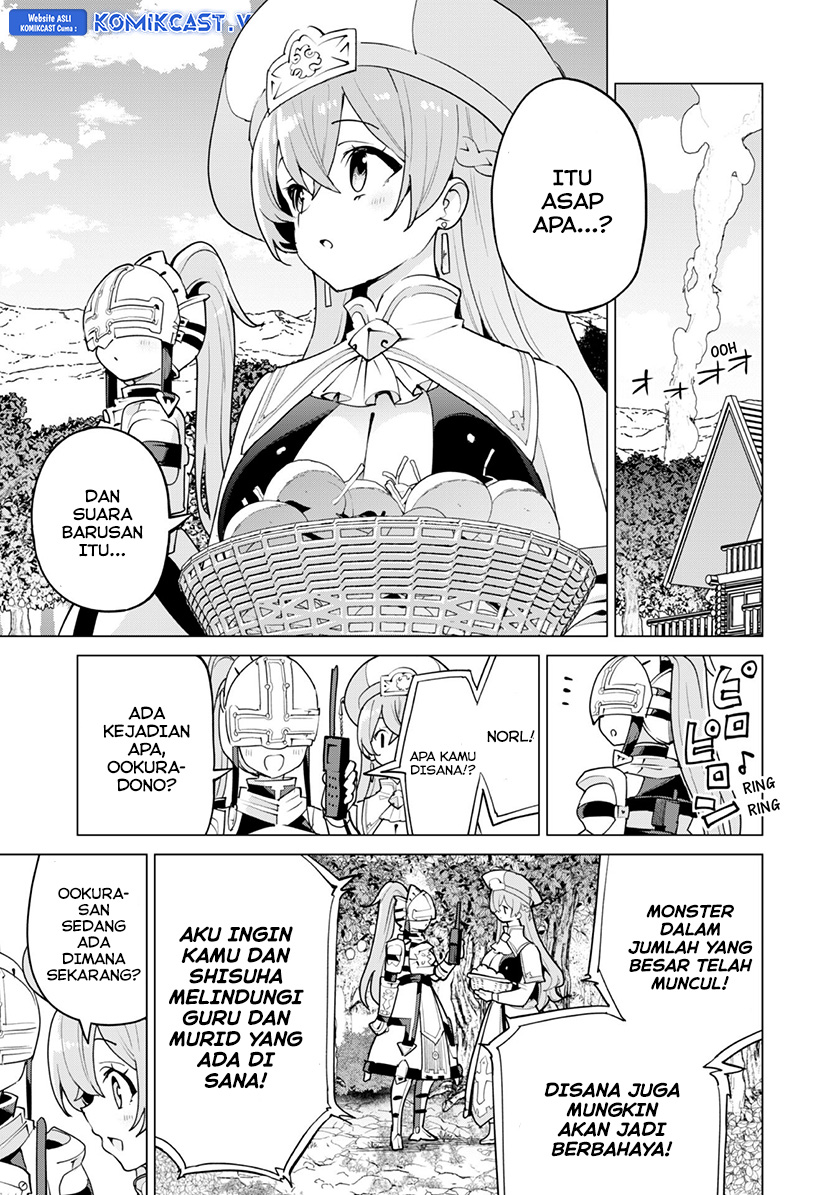 Website ASLI
KOMIKCAST Cuma :
KOMIKCAST.V
オ
オオオ
OOH
ITU
ASAP
APA...?
DAN
SUARA
BARUSAN
ITU...
ピロピロン♪
RING
RING
NORL!
APA KAMU
DISANA!?
ADA
KEJADIAN
APA,
OOKURA-
DONO?
MONSTER
DALAM
JUMLAH YANG
BESAR TELAH
MUNCUL!
DISANA JUGA
MUNGKIN
AKAN JADI
BERBAHAYA!
AKU INGIN
KAMU DAN
SHISUHA
MELINDUNGI
GURU DAN
MURID YANG
ADA DI
SANA!
OOKURA-
SAN
SEDANG
ADA
DIMANA
SEKARANG?